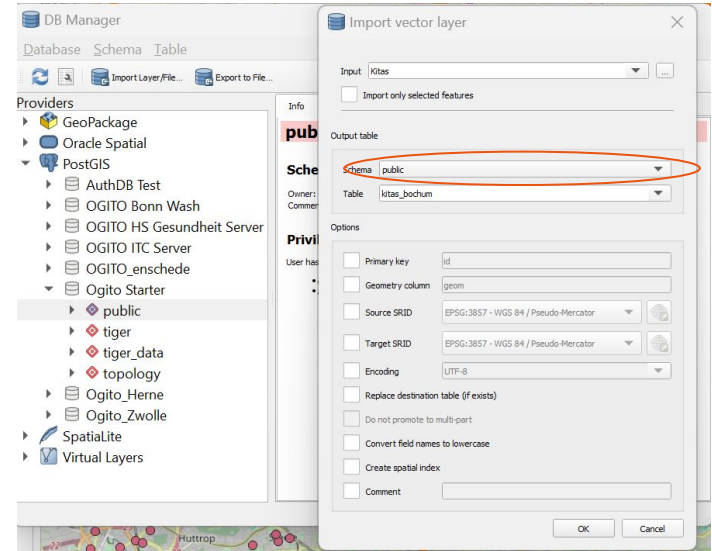 DB Manager
Database Schema Table
Import Layer/File... Export to File...
Providers
GeoPackage
Oracle Spatial
PostGIS
AuthDB Test
OGITO Bonn Wash
OGITO HS Gesundheit Server
OGITO ITC Server
OGITO_enschede
Ogito Starter
public
tiger
tiger_data
topology
Ogito_Herne
Ogito_Zwolle
SpatiaLite
Virtual Layers
Info
pub
Sche
Owner:
Commer
Privil
User has
Import vector layer
Input Kitas ...
Import only selected features
Output table
Schema public
Table kitas_bochum
Options
Primary key id
Geometry column geom
Source SRID EPSG:3857 - WGS 84 / Pseudo-Mercator
Target SRID EPSG:3857 - WGS 84 / Pseudo-Mercator
Encoding UTF-8
Replace destination table (if exists)
Do not promote to multi-part
Convert field names to lowercase
Create spatial index
Comment
OK Cancel
Huttrop